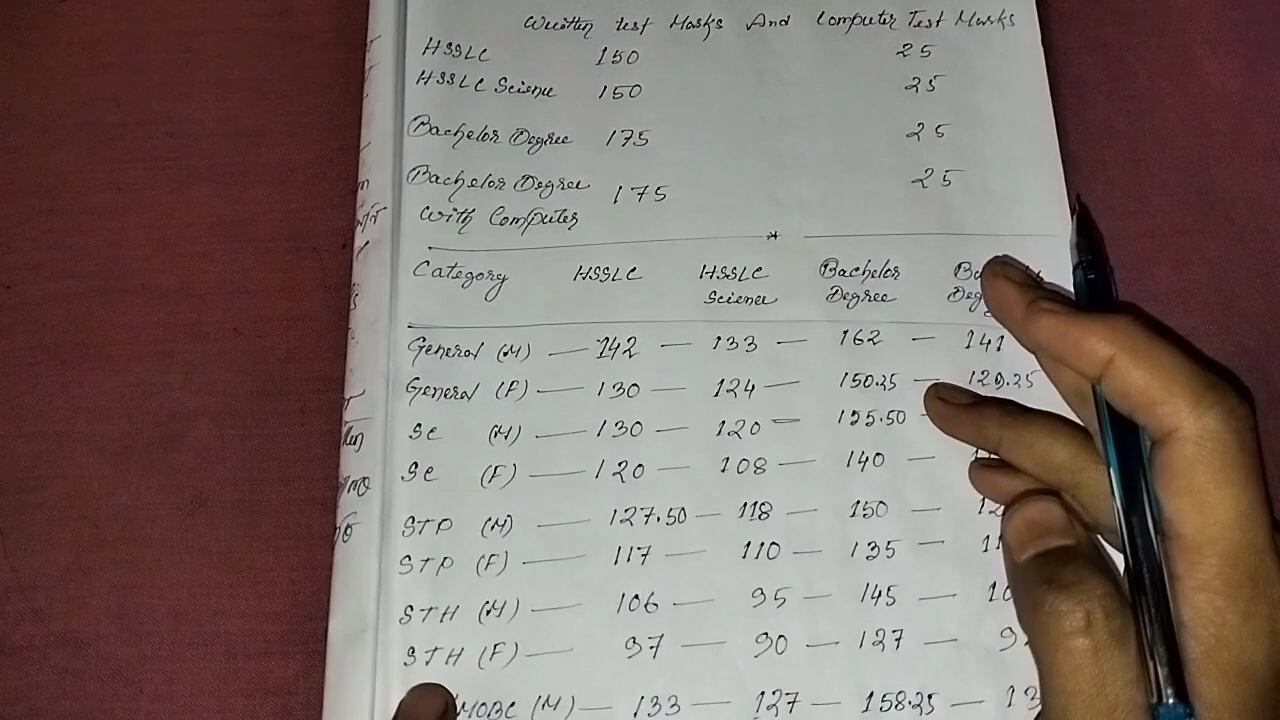 Written test Marks And Computer Test Marks
HSSLC 150 25
HSSLC Science 150 25
Bachelor Degree 175 25
Bachelor Degree 175 25
With Computer
Category HSSLC HSSLC Bachelor
Science Degree
General (M) — 142 — 133 — 162 — 141
General (F) — 130 — 124 — 150.25 — 129.25
SC (M) — 130 — 120 — 155.50
SC (F) — 120 — 108 — 140 —
STP (M) — 127.50 — 118 — 150 —
STP (F) — 117 — 110 — 135 —
STH (M) — 106 — 95 — 145 —
STH (F) — 97 — 90 — 127 —
MOBC (M) — 133 — 127 — 158.25 —